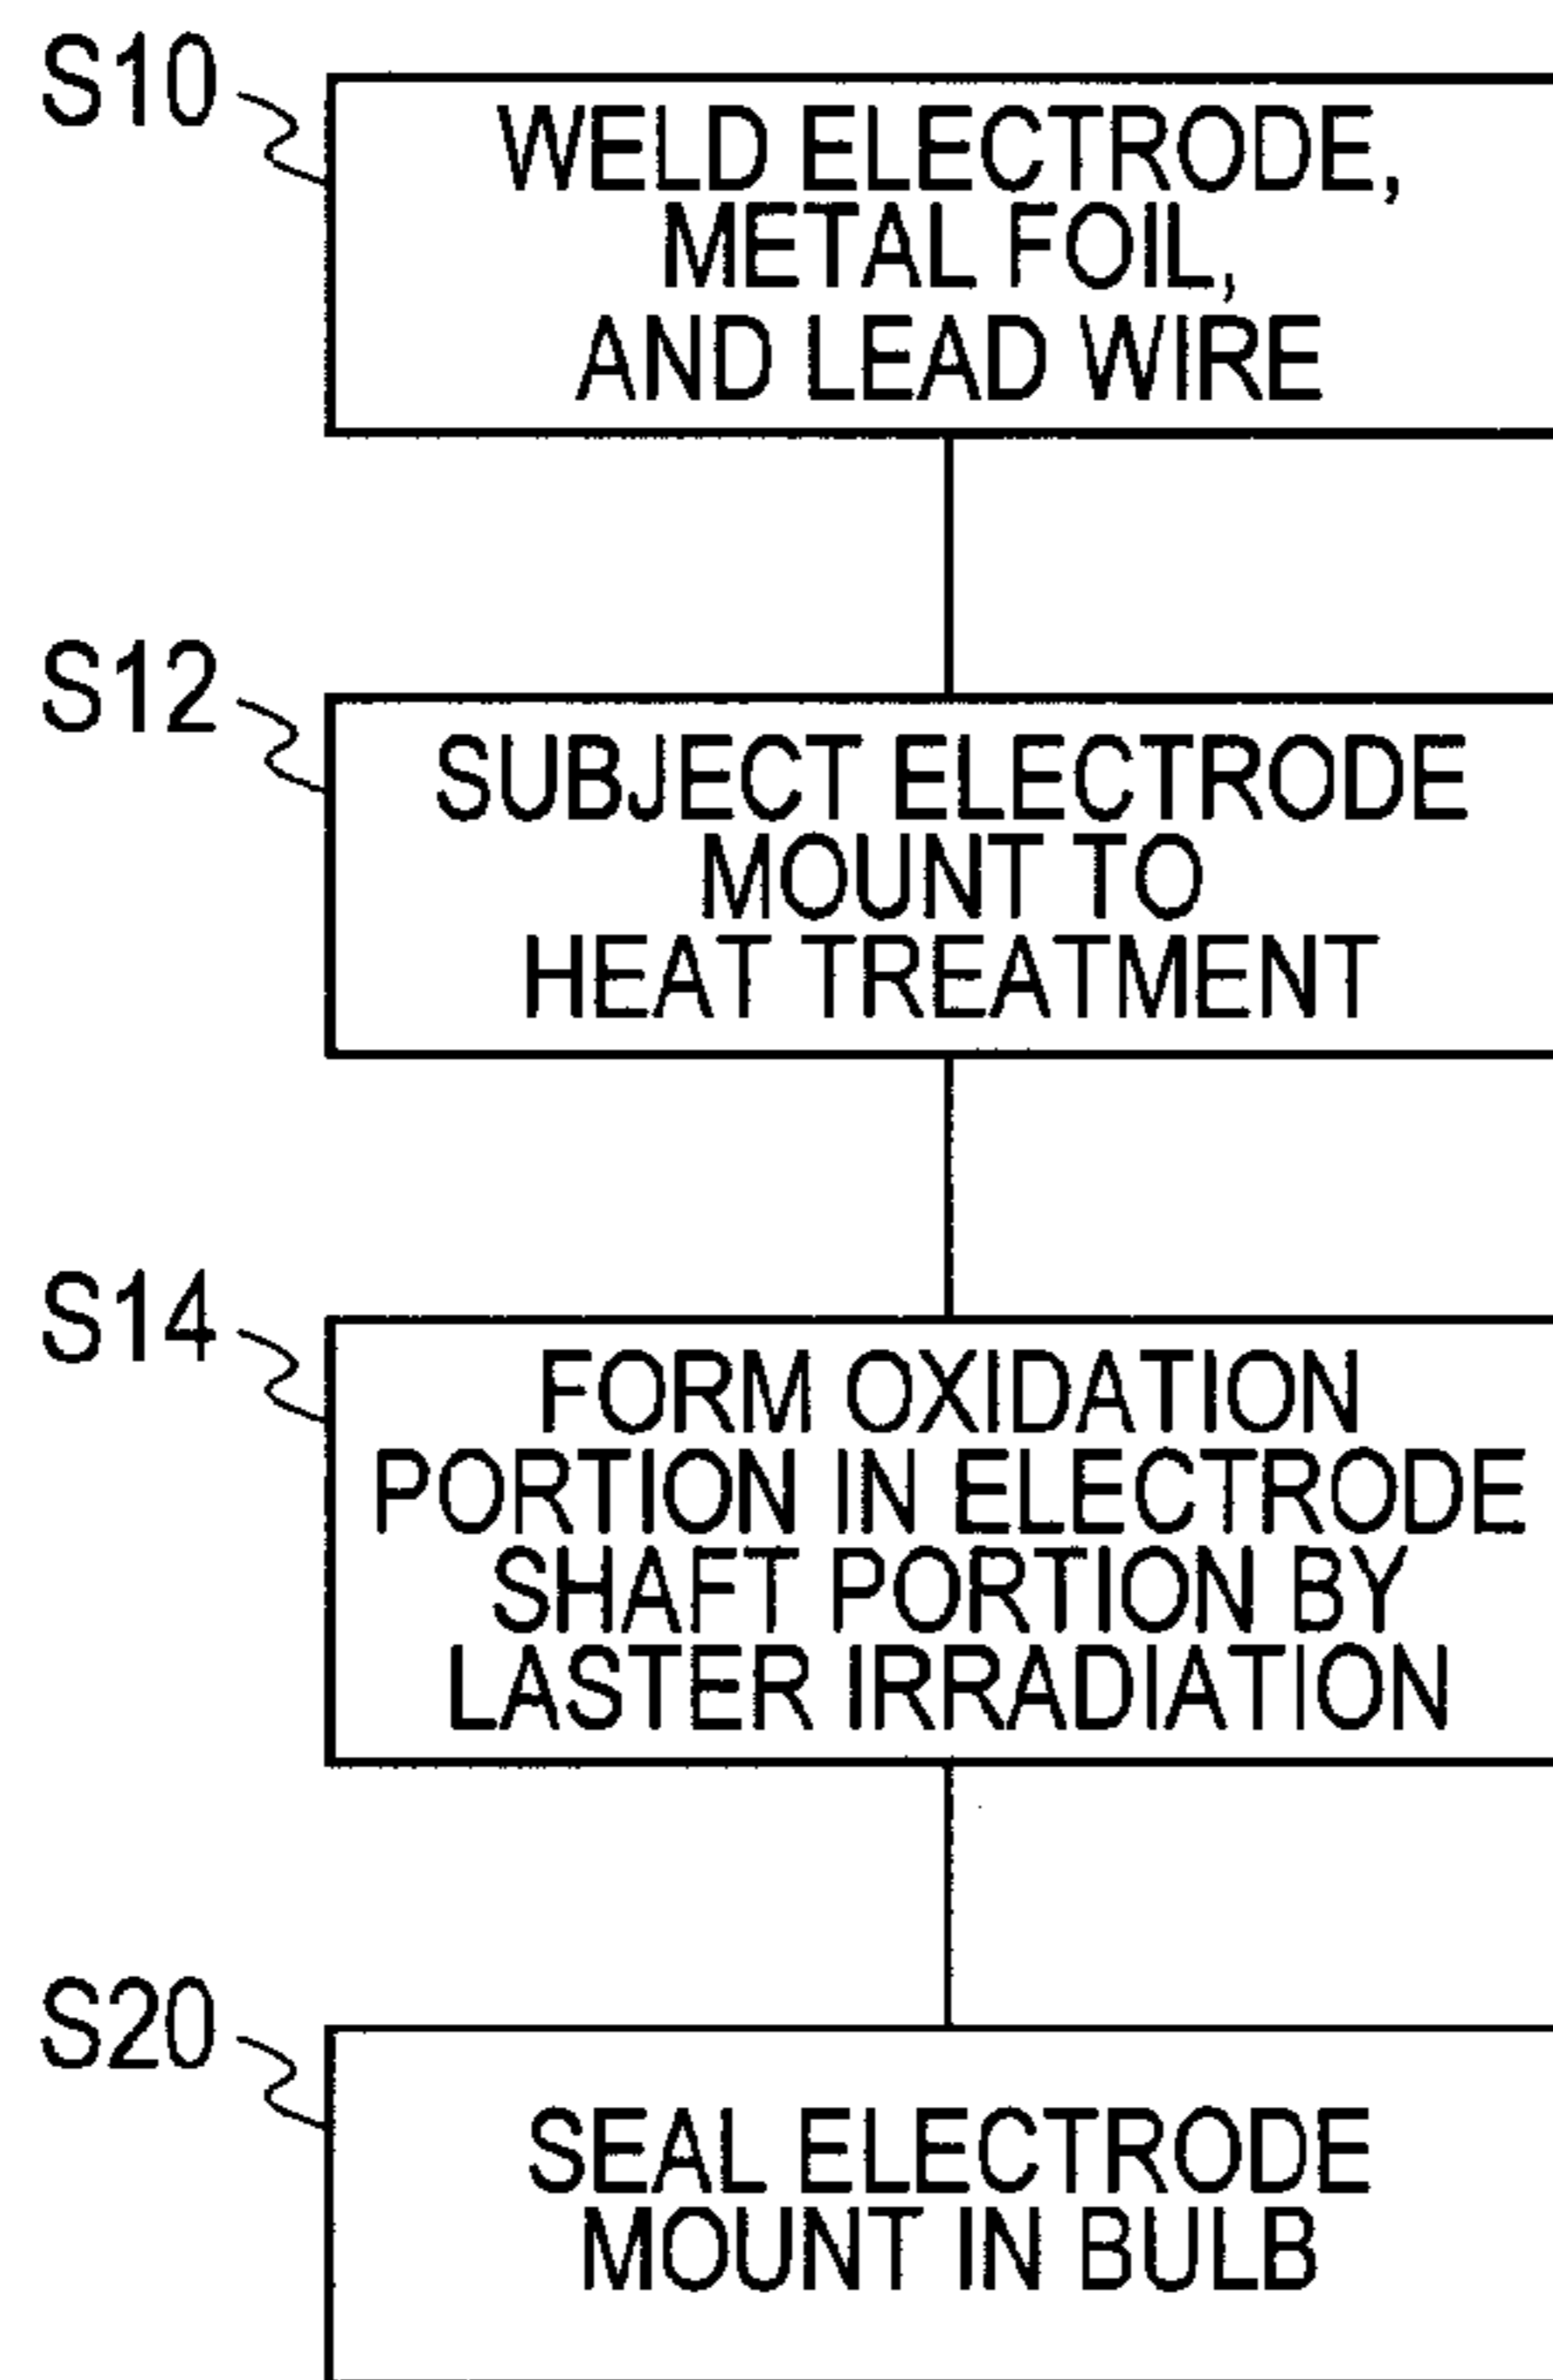 S10
WELD ELECTRODE,
METAL FOIL,
AND LEAD WIRE
S12
SUBJECT ELECTRODE
MOUNT TO
HEAT TREATMENT
S14
FORM OXIDATION
PORTION IN ELECTRODE
SHAFT PORTION BY
LASTER IRRADIATION
S20
SEAL ELECTRODE
MOUNT IN BULB